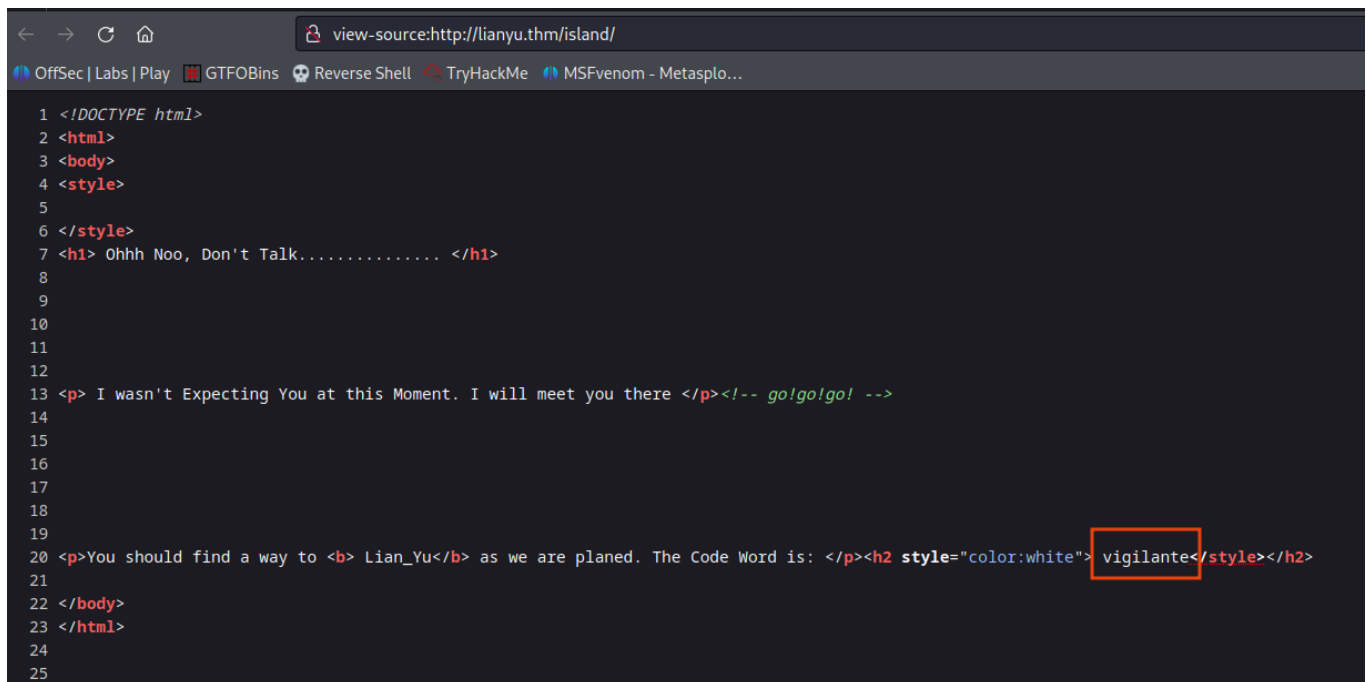 view-source:http://lianyu.thm/island/
OffSec | Labs | Play GTFOBins Reverse Shell TryHackMe MSFvenom - Metasplo...
1 <!DOCTYPE html>
2 <html>
3 <body>
4 <style>
5
6 </style>
7 <h1> Ohhh Noo, Don't Talk............... </h1>
8
9
10
11
12
13 <p> I wasn't Expecting You at this Moment. I will meet you there </p><!-- go!go!go! -->
14
15
16
17
18
19
20 <p>You should find a way to <b> Lian_Yu</b> as we are planed. The Code Word is: </p><h2 style="color:white"> vigilante</style></h2>
21
22 </body>
23 </html>
24
25